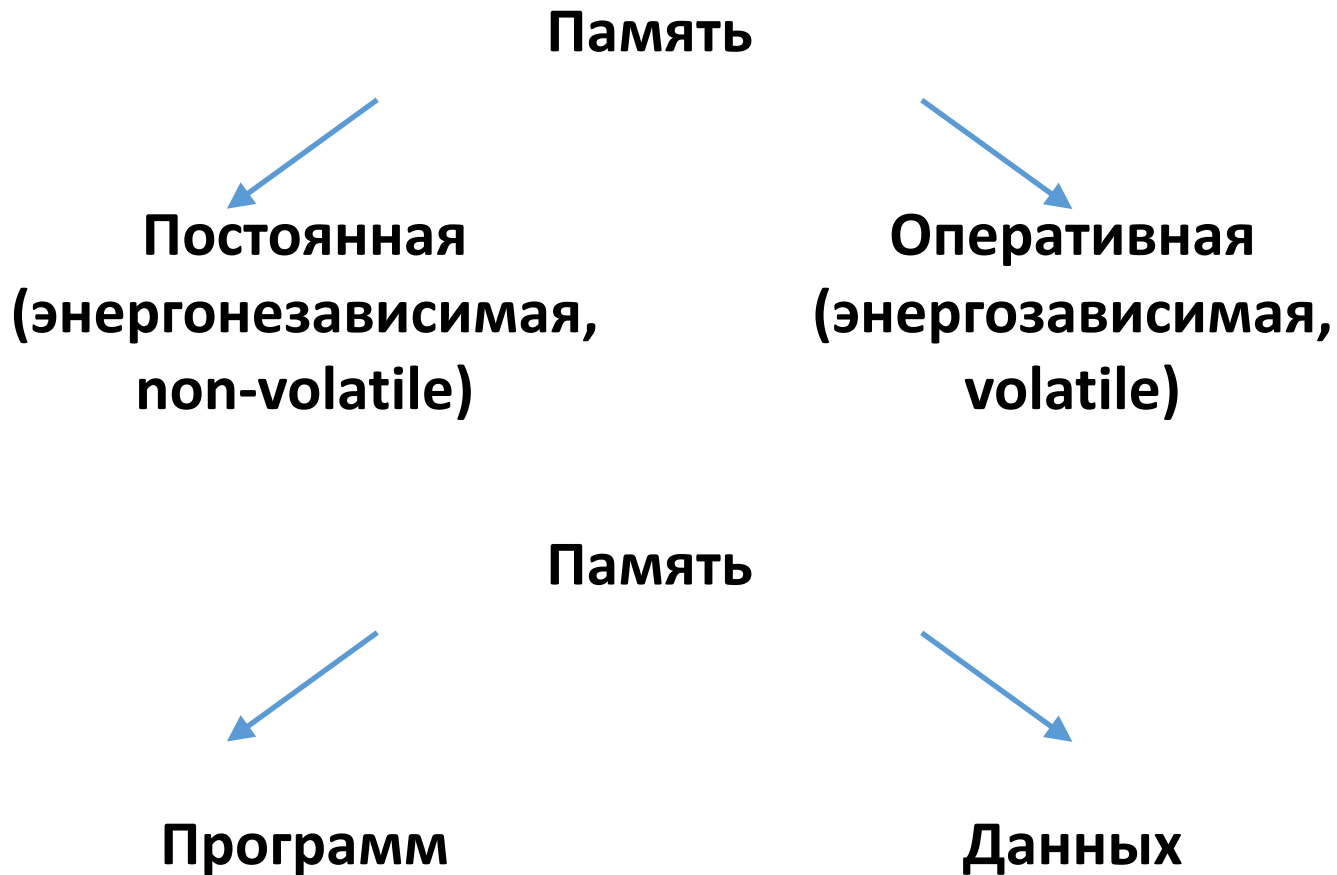 Память
Постоянная
(энергонезависимая,
non-volatile)
Оперативная
(энергозависимая,
volatile)
Память
Программ
Данных